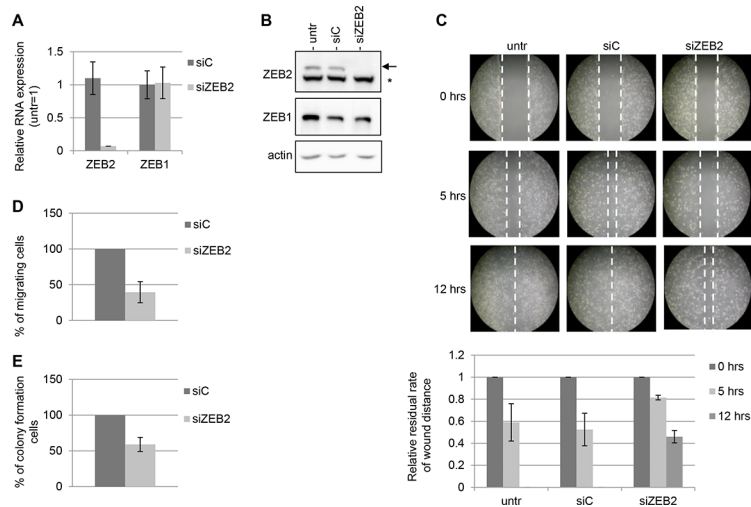 A
Relative RNA expression
(untr=1)
1.5
1
0.5
0
ZEB2
ZEB1
siC
siZEB2
B
untr
siC
siZEB2
ZEB2
*
ZEB1
actin
C
untr
siC
siZEB2
0 hrs
5 hrs
12 hrs
D
% of migrating cells
150
100
50
0
siC
siZEB2
E
% of colony formation
cells
150
100
50
0
siC
siZEB2
Relative residual rate
of wound distance
1.2
1
0.8
0.6
0.4
0.2
0
untr
siC
siZEB2
0 hrs
5 hrs
12 hrs